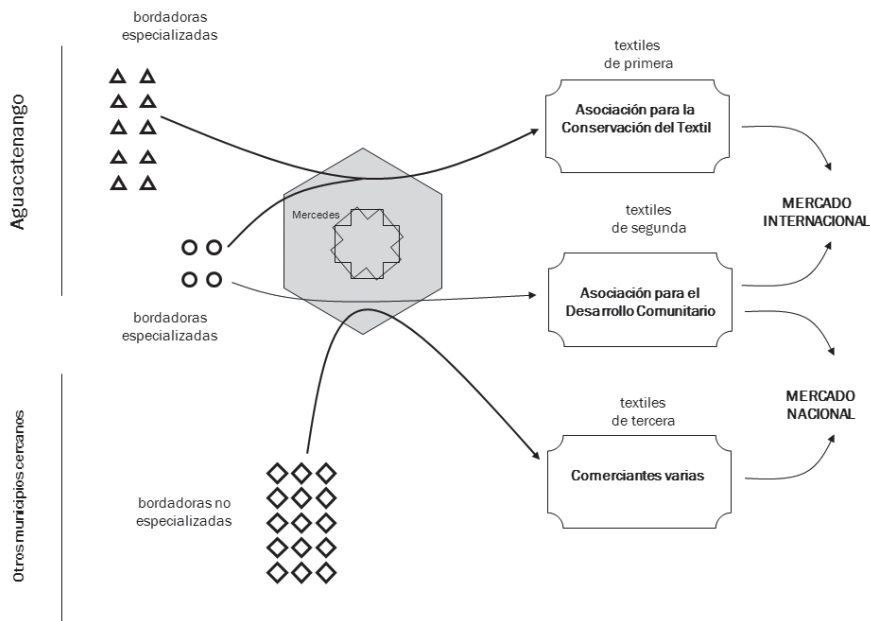 bordadoras
especializadas
Aguacatenango
Mercedes
bordadoras
especializadas
Otros municipios cercanos
bordadoras no
especializadas
textiles
de primera
Asociación para la
Conservación del Textil
textiles
de segunda
Asociación para el
Desarrollo Comunitario
textiles
de tercera
Comerciantes varias
MERCADO
INTERNACIONAL
MERCADO
NACIONAL